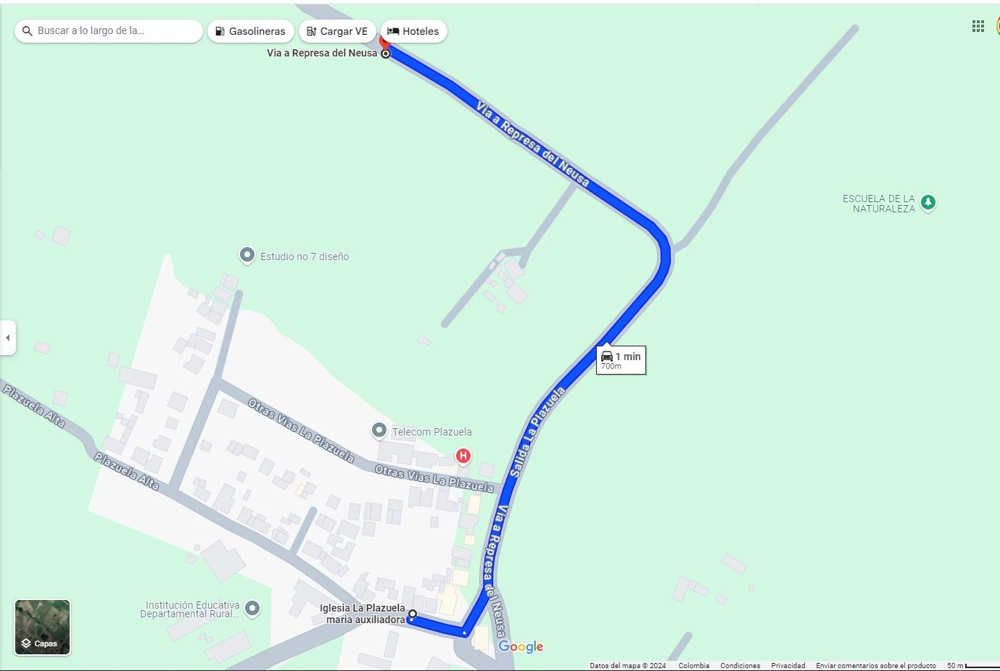 Buscar a lo largo de la...
Gasolineras
Cargar VE
Hoteles
Via a Represa del Neusa
Via a Represa del Neusa
ESCUELA DE LA
NATURALEZA
Estudio no.7 diseño
1 min
700m
Plazuela Alta
Otras Vías La Plazuela
Salida La Plazuela
Telecom Plazuela
H
Plazuela Alta
Otras Vías La Plazuela
Via a Represa del Neusa
Iglesia La Plazuela
maria auxiliadora
Institución Educativa
Departamental Rural...
Capas
Google
Datos del mapa © 2024
Colombia
Condiciones
Privacidad
Enviar comentarios sobre el producto
50 m